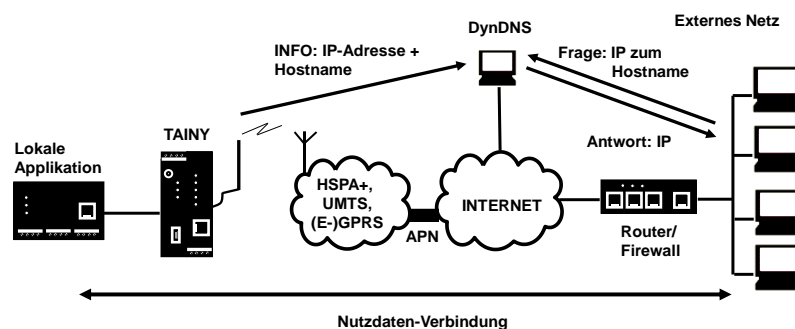 Externes Netz
DynDNS
INFO: IP-Adresse +
Hostname
Frage: IP zum
Hostname
TAINY
Lokale
Applikation
Antwort: IP
HSPA+,
UMTS,
(E-)GPRS
APN
INTERNET
Router/
Firewall
Nutzdaten-Verbindung